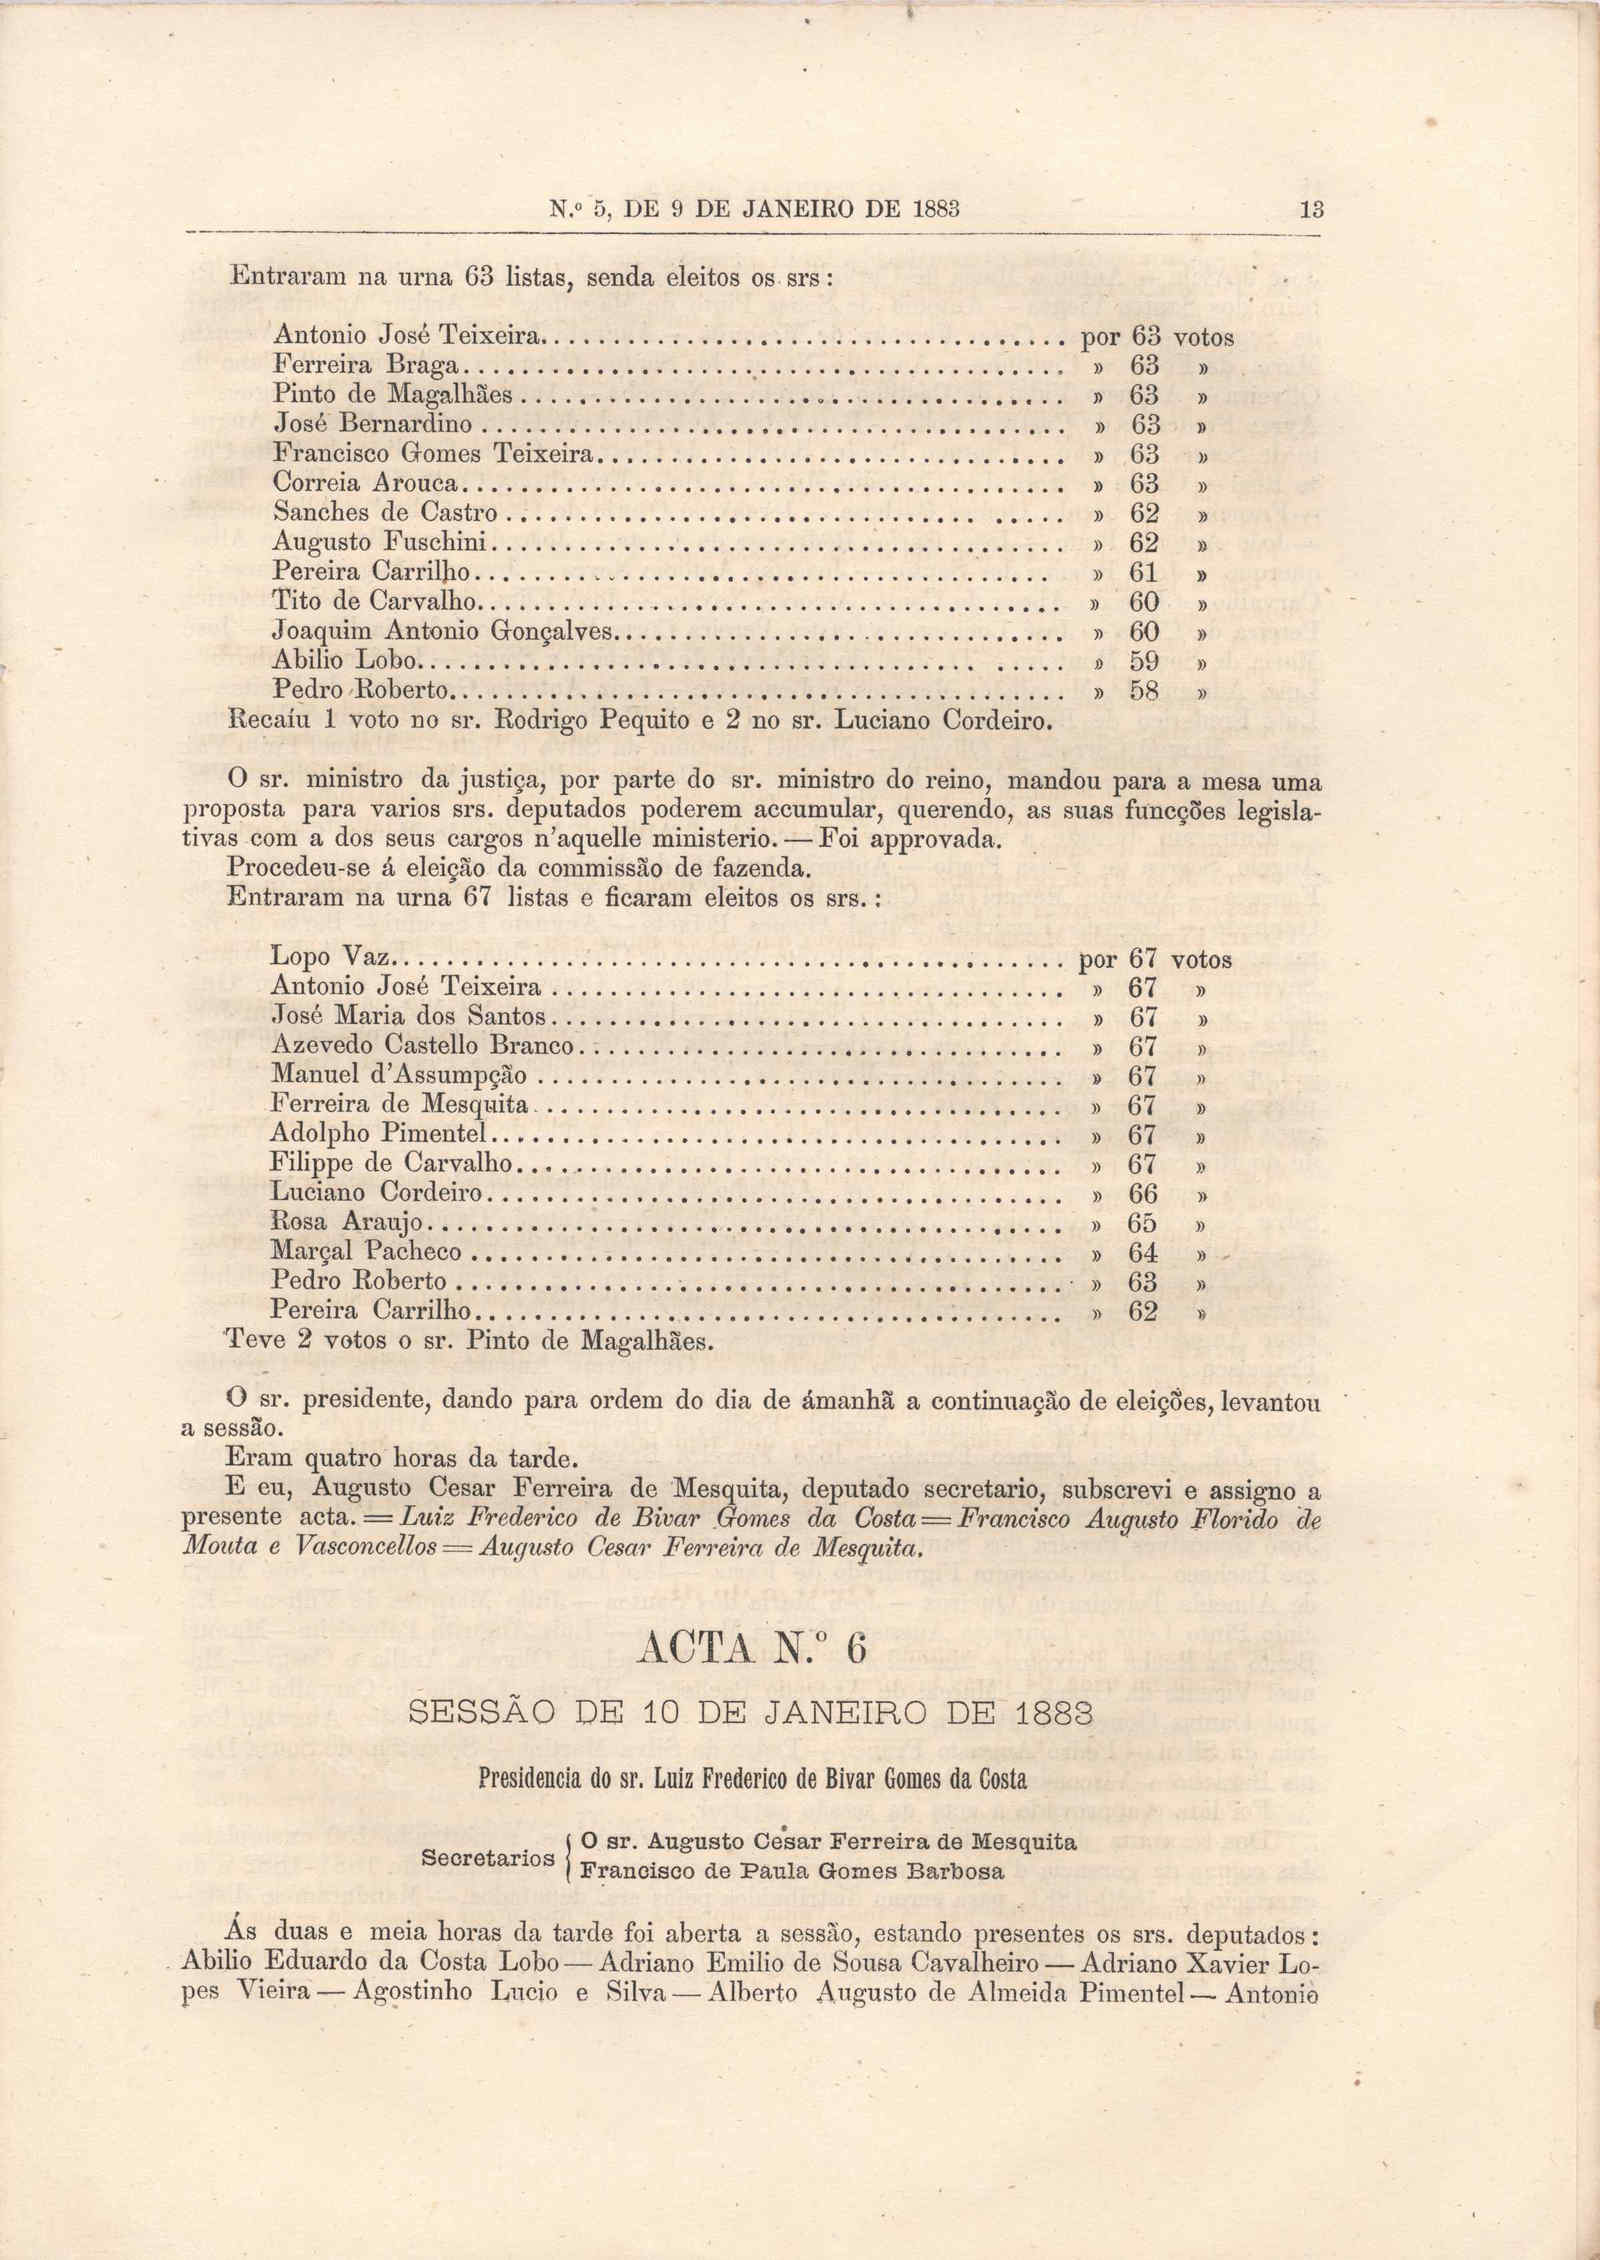 N.º 5, DE 9 DE JANEIRO DE 1883 13
Entraram na urna 63 listas, senda eleitos os srs:
Antonio José Teixeira........................................ por 63 votos
Ferreira Braga........................................ » 63 »
Pinto de Magalhães........................................ » 63 »
José Bernardino........................................ » 63 »
Francisco Gomes Teixeira........................................ » 63 »
Correia Arouca........................................ » 63 »
Sanches de Castro........................................ » 62 »
Augusto Fuschini........................................ » 62 »
Pereira Carrilho........................................ » 61 »
Tito de Carvalho........................................ » 60 »
Joaquim Antonio Gonçalves........................................ » 60 »
Abilio Lobo........................................ » 59 »
Pedro Roberto........................................ » 58 »
Recaíu 1 voto no sr. Rodrigo Pequito e 2 no sr. Luciano Cordeiro.
O sr. ministro da justiça, por parte do sr. ministro do reino, mandou para a mesa uma
proposta para varios srs. deputados poderem accumular, querendo, as suas funcções legisla-
tivas com a dos seus cargos n'aquelle ministerio. — Foi approvada.
Procedeu-se á eleição da commissão de fazenda.
Entraram na urna 67 listas e ficaram eleitos os srs.:
Lopo Vaz........................................ por 67 votos
Antonio José Teixeira........................................ » 67 »
José Maria dos Santos........................................ » 67 »
Azevedo Castello Branco........................................ » 67 »
Manuel d'Assumpção........................................ » 67 »
Ferreira de Mesquita........................................ » 67 »
Adolpho Pimentel........................................ » 67 »
Filippe de Carvalho........................................ » 67 »
Luciano Cordeiro........................................ » 66 »
Rosa Araujo........................................ » 65 »
Marçal Pacheco........................................ » 64 »
Pedro Roberto........................................ » 63 »
Pereira Carrilho........................................ » 62 »
Teve 2 votos o sr. Pinto de Magalhães.
O sr. presidente, dando para ordem do dia de ámanhã a continuação de eleições, levantou
a sessão.
Eram quatro horas da tarde.
E eu, Augusto Cesar Ferreira de Mesquita, deputado secretario, subscrevi e assigno a
presente acta. = Luiz Frederico de Bivar Gomes da Costa = Francisco Augusto Florido de
Mouta e Vasconcellos = Augusto Cesar Ferreira de Mesquita.
ACTA N.º 6
SESSÃO DE 10 DE JANEIRO DE 1883
Presidencia do sr. Luiz Frederico de Bivar Gomes da Costa
Secretarios { O sr. Augusto Cesar Ferreira de Mesquita
Francisco de Paula Gomes Barbosa
Ás duas e meia horas da tarde foi aberta a sessão, estando presentes os srs. deputados:
Abilio Eduardo da Costa Lobo — Adriano Emilio de Sousa Cavalheiro — Adriano Xavier Lo-
pes Vieira — Agostinho Lucio e Silva — Alberto Augusto de Almeida Pimentel — Antonio